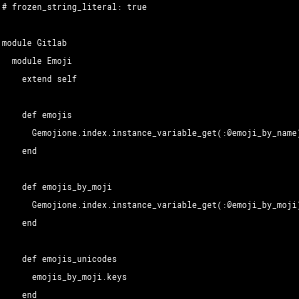 # frozen_string_literal: true
module Gitlab
module Emoji
extend self
def emojis
Gemojione.index.instance_variable_get(:@emoji_by_name)
end
def emojis_by_moji
Gemojione.index.instance_variable_get(:@emoji_by_moji)
end
def emojis_unicodes
emojis_by_moji.keys
end